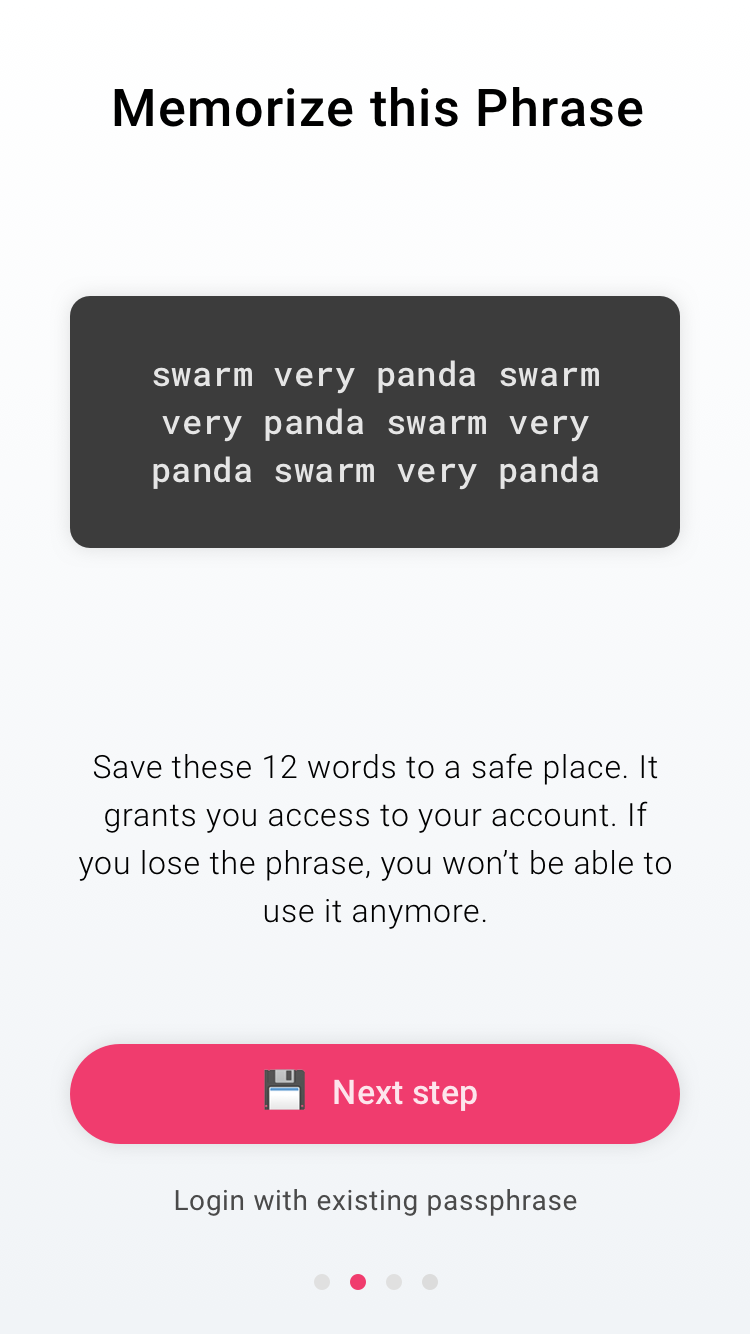 Memorize this Phrase
swarm very panda swarm
very panda swarm very
panda swarm very panda
Save these 12 words to a safe place. It
grants you access to your account. If
you lose the phrase, you won’t be able to
use it anymore.
Next step
Login with existing passphrase